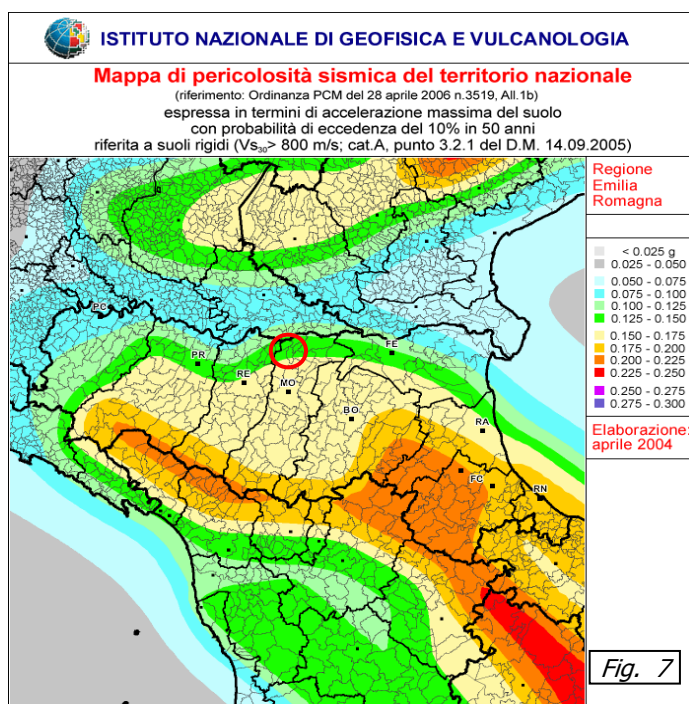 ISTITUTO NAZIONALE DI GEOFISICA E VULCANOLOGIA
Mappa di pericolosità sismica del territorio nazionale
(riferimento: Ordinanza PCM del 28 aprile 2006 n.3519, All.1b)
espressa in termini di accelerazione massima del suolo
con probabilità di eccedenza del 10% in 50 anni
riferita a suoli rigidi (Vs₃₀> 800 m/s; cat.A, punto 3.2.1 del D.M. 14.09.2005)
Regione
Emilia
Romagna
< 0.025 g
0.025 - 0.050
0.050 - 0.075
0.075 - 0.100
0.100 - 0.125
0.125 - 0.150
0.150 - 0.175
0.175 - 0.200
0.200 - 0.225
0.225 - 0.250
0.250 - 0.275
0.275 - 0.300
Elaborazione:
aprile 2004
PC
PR
RE
MO
FE
BO
RA
FC
RN
Fig. 7